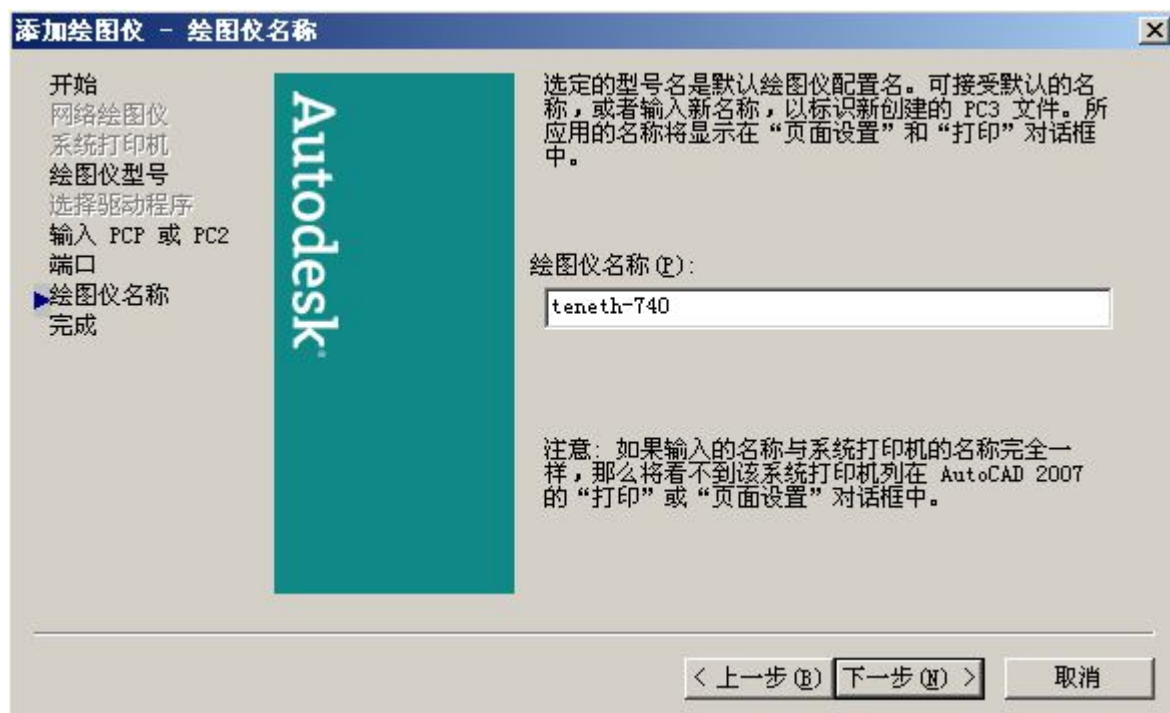 添加绘图仪 - 绘图仪名称
开始
网络绘图仪
系统打印机
绘图仪型号
选择驱动程序
输入 PCP 或 PC2
端口
绘图仪名称
完成
Autodesk
选定的型号名是默认绘图仪配置名。可接受默认的名
称，或者输入新名称，以标识新创建的 PC3 文件。所
应用的名称将显示在“页面设置”和“打印”对话框
中。
绘图仪名称(P):
teneth-740
注意: 如果输入的名称与系统打印机的名称完全一
样，那么将看不到该系统打印机列在 AutoCAD 2007
的“打印”或“页面设置”对话框中。
< 上一步(B) 下一步(N) > 取消